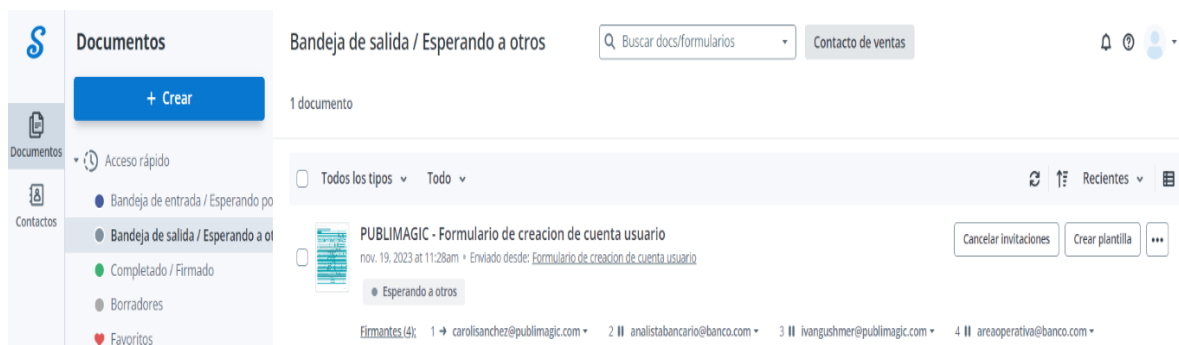 Documentos
+ Crear
Documentos
Contactos
Acceso rápido
Bandeja de entrada / Esperando po
Bandeja de salida / Esperando a ot
Completado / Firmado
Borradores
Favoritos
Bandeja de salida / Esperando a otros
Buscar docs/formularios
Contacto de ventas
1 documento
Todos los tipos Todo
Recientes
PUBLIMAGIC - Formulario de creacion de cuenta usuario
nov. 19, 2023 at 11:28am • Enviado desde: Formulario de creacion de cuenta usuario
Esperando a otros
Cancelar invitaciones
Crear plantilla
Firmantes (4): 1 → carolisanchez@publimagic.com 2 analistabancario@banco.com 3 ivangushmer@publimagic.com 4 areaoperativa@banco.com